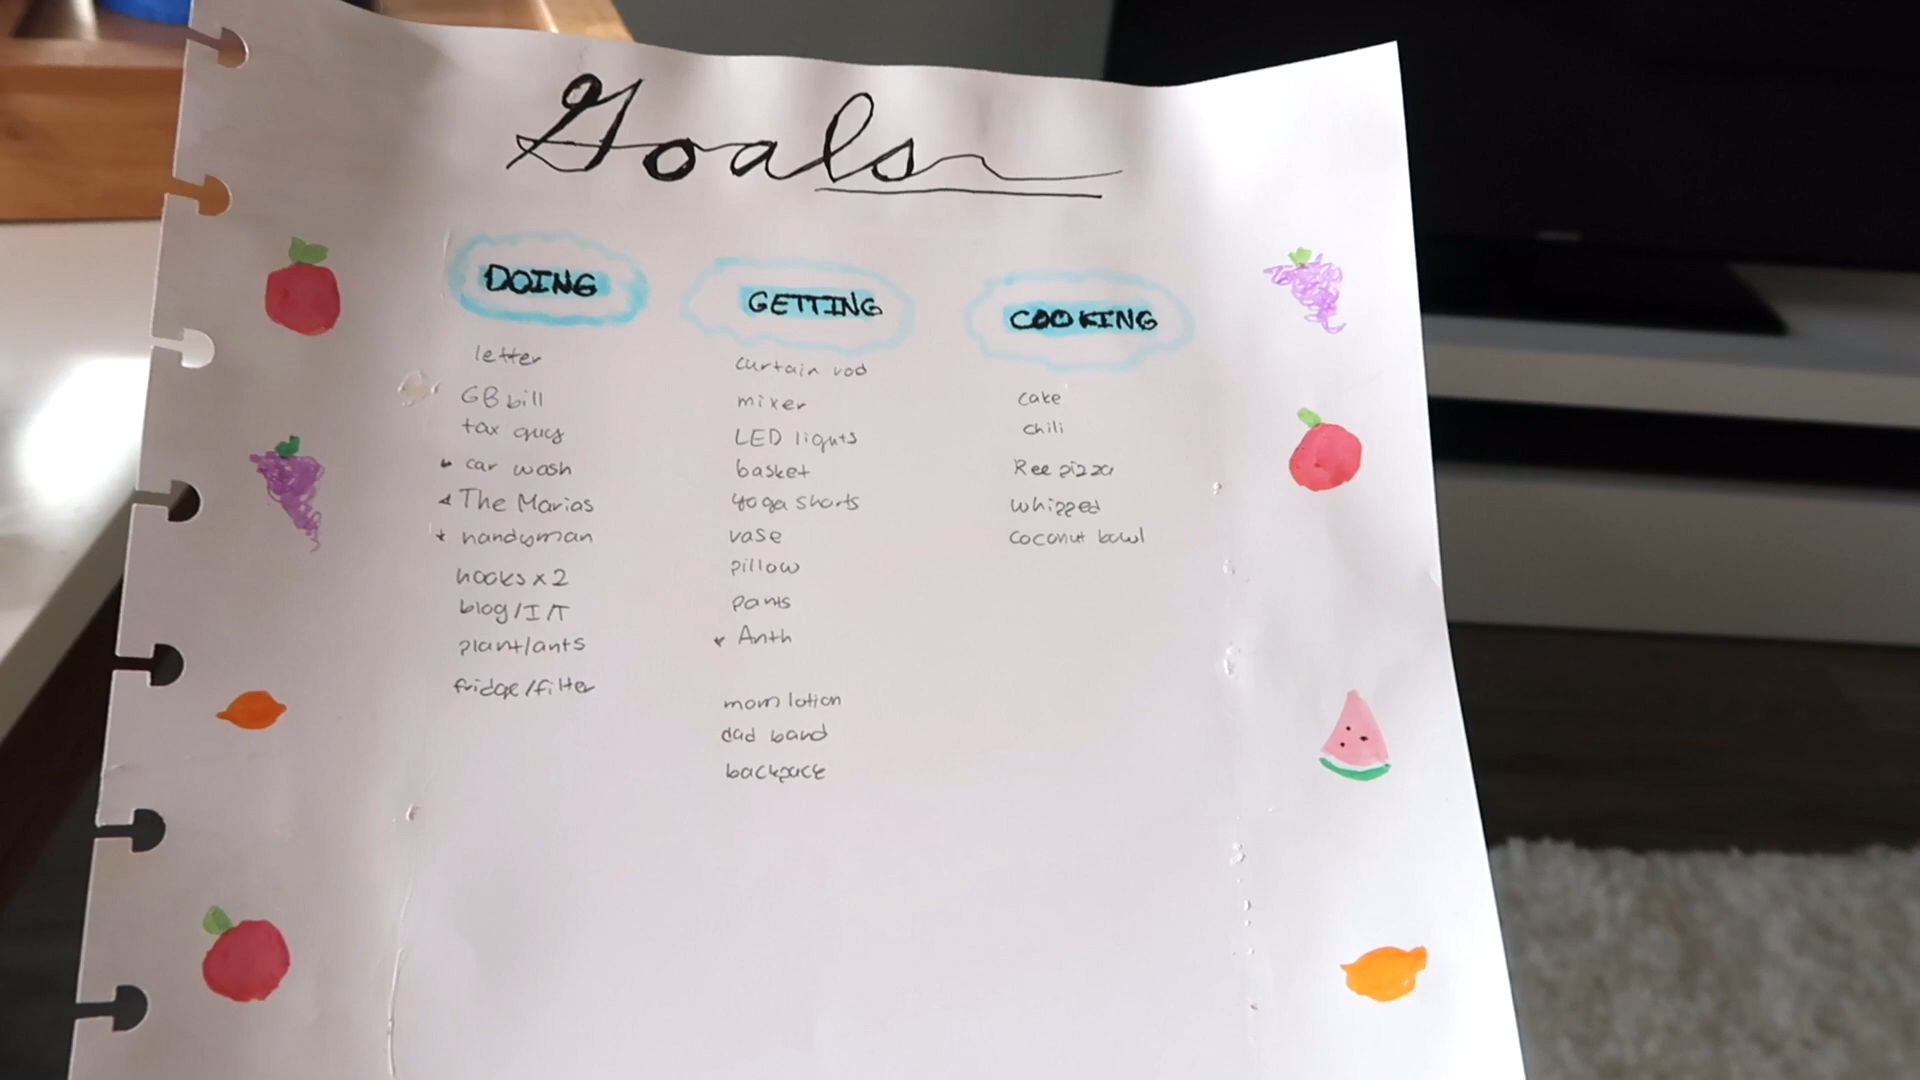 Goals
DOING
letter
GB bill
tax guy
* car wash
* The Marias
* handyman
hooks x 2
blog/I/T
plant/ants
fridge/filter
GETTING
curtain rod
mixer
LED lights
basket
yoga shorts
vase
pillow
pants
* Anth
mom lotion
dad band
backpack
COOKING
cake
chili
Ree pizza
whipped
coconut bowl